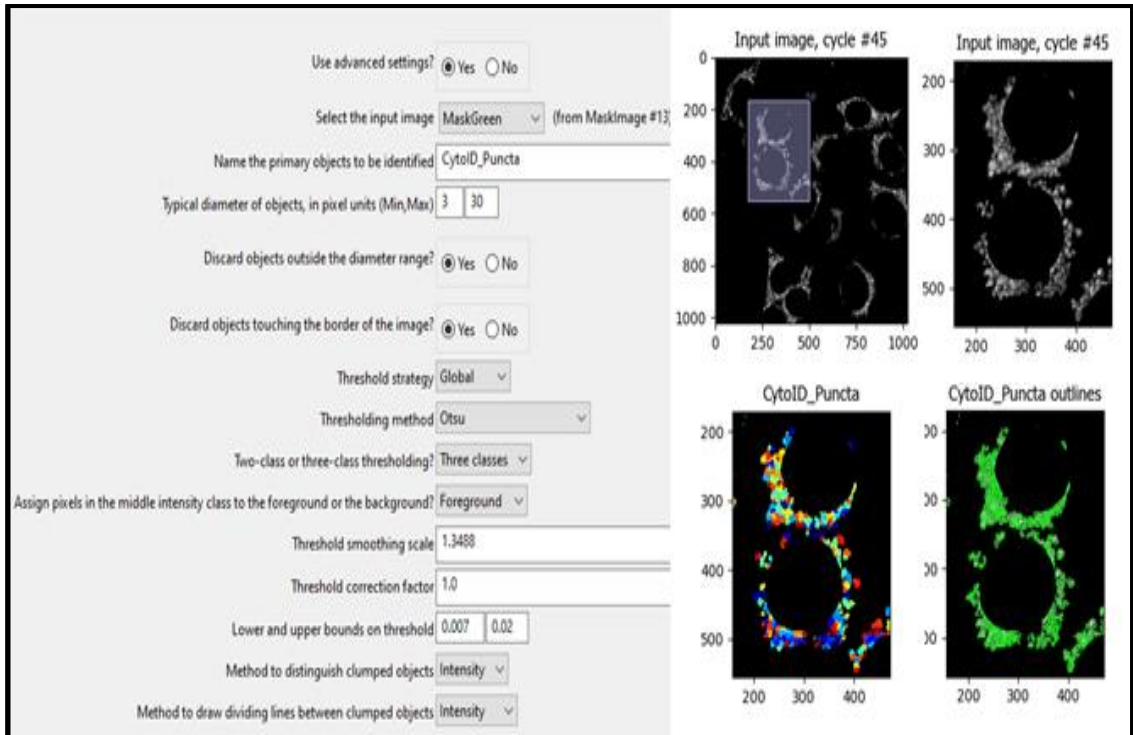 Use advanced settings? Yes No
Select the input image MaskGreen (from MaskImage #13)
Name the primary objects to be identified CytoID_Puncta
Typical diameter of objects, in pixel units (Min,Max) 3 30
Discard objects outside the diameter range? Yes No
Discard objects touching the border of the image? Yes No
Threshold strategy Global
Thresholding method Otsu
Two-class or three-class thresholding? Three classes
Assign pixels in the middle intensity class to the foreground or the background? Foreground
Threshold smoothing scale 1.3488
Threshold correction factor 1.0
Lower and upper bounds on threshold 0.007 0.02
Method to distinguish clumped objects Intensity
Method to draw dividing lines between clumped objects Intensity
Input image, cycle #45
0
200
400
600
800
1000
0 250 500 750 1000
Input image, cycle #45
200
300
400
500
200 300 400
CytoID_Puncta
200
300
400
500
200 300 400
CytoID_Puncta outlines
00
00
00
00
200 300 400